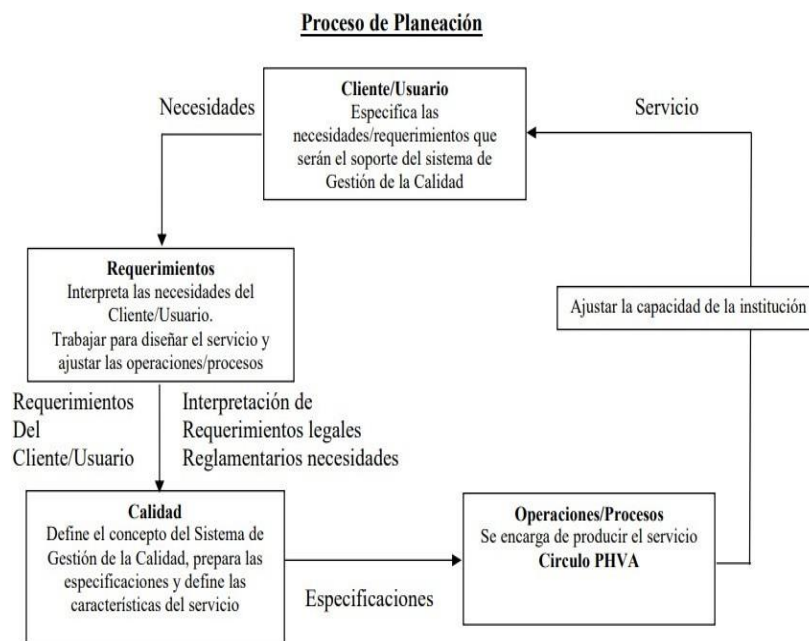 Proceso de Planeación
Necesidades
Cliente/Usuario
Especifica las
necesidades/requerimientos que
serán el soporte del sistema de
Gestión de la Calidad
Servicio
Requerimientos
Interpreta las necesidades del
Cliente/Usuario.
Trabajar para diseñar el servicio y
ajustar las operaciones/procesos
Ajustar la capacidad de la institución
Requerimientos
Del
Cliente/Usuario
Interpretación de
Requerimientos legales
Reglamentarios necesidades
Calidad
Define el concepto del Sistema de
Gestión de la Calidad, prepara las
especificaciones y define las
características del servicio
Especificaciones
Operaciones/Procesos
Se encarga de producir el servicio
Circulo PHVA